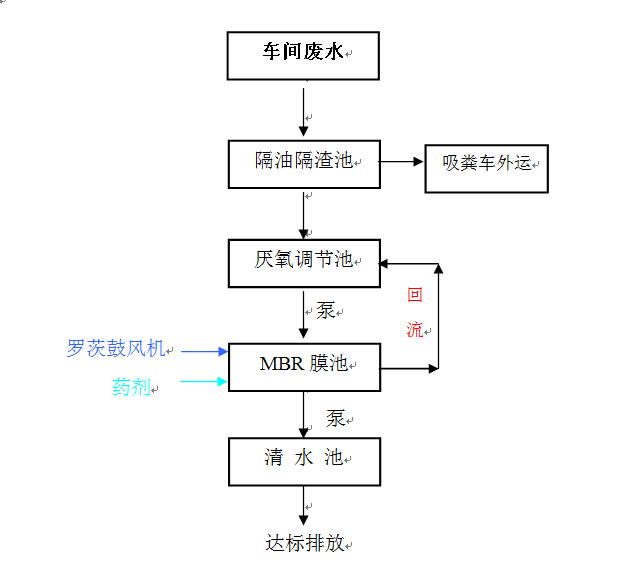 车间废水
隔油隔渣池
吸粪车外运
厌氧调节池
泵
回
流
罗茨鼓风机
MBR 膜池
药剂
泵
清 水 池
达标排放